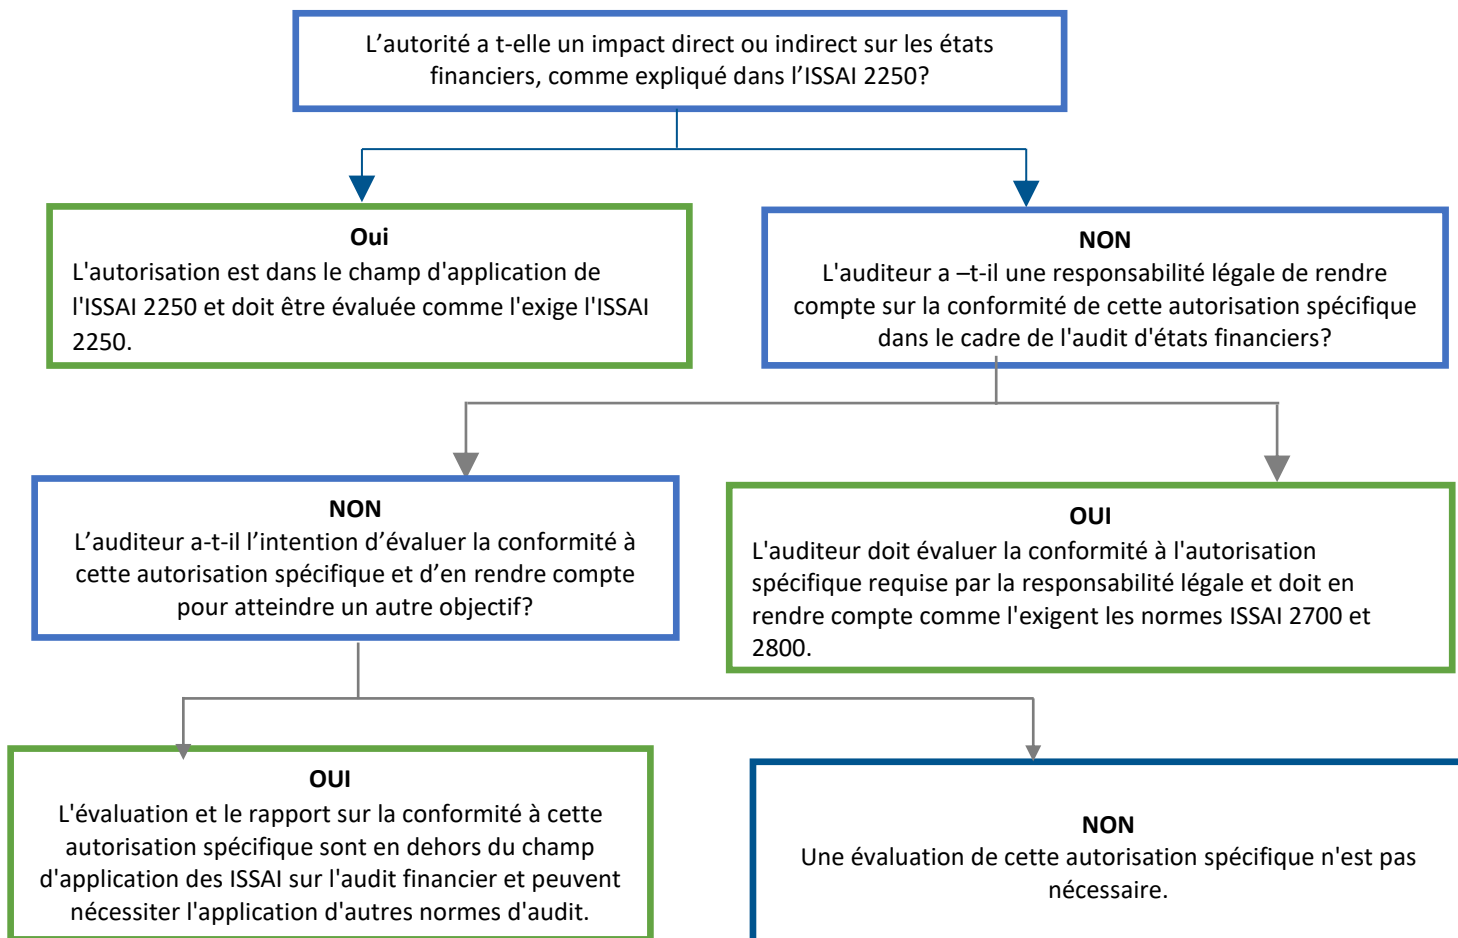 L’autorité a t-elle un impact direct ou indirect sur les états
financiers, comme expliqué dans l’ISSAI 2250?
Oui
L'autorisation est dans le champ d'application de
l'ISSAI 2250 et doit être évaluée comme l'exige l'ISSAI
2250.
NON
L'auditeur a –t-il une responsabilité légale de rendre
compte sur la conformité de cette autorisation spécifique
dans le cadre de l'audit d'états financiers?
NON
L’auditeur a-t-il l’intention d’évaluer la conformité à
cette autorisation spécifique et d’en rendre compte
pour atteindre un autre objectif?
OUI
L'auditeur doit évaluer la conformité à l'autorisation
spécifique requise par la responsabilité légale et doit en
rendre compte comme l'exigent les normes ISSAI 2700 et
2800.
OUI
L'évaluation et le rapport sur la conformité à cette
autorisation spécifique sont en dehors du champ
d'application des ISSAI sur l'audit financier et peuvent
nécessiter l'application d'autres normes d'audit.
NON
Une évaluation de cette autorisation spécifique n'est pas
nécessaire.